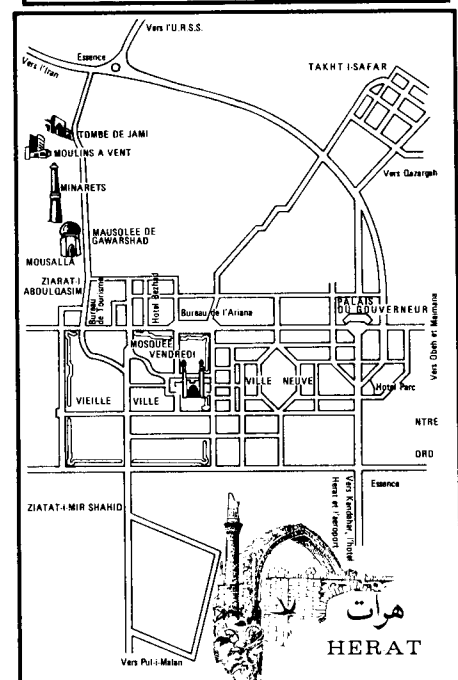 Vers l'U.R.S.S.
Essence
Vers l'Iran
TAKHT I-SAFAR
TOMBE DE JAMI
MOULINS A VENT
Vers Qazargah
MINARETS
MAUSOLEE DE
GAWARSHAD
MOUSALLA
ZIARAT-I
ABDULQASIM
Bureau
de Tourisme
Hotel Bezhad
Bureau de l'Ariana
PALAIS
DU GOUVERNEUR
Vers Obeh et Maimana
MOSQUEE
VENDREDI
VILLE NEUVE
Hotel Parc
VIEILLE VILLE
NTRE
ORD
Essence
ZIATAT-I-MIR SHAHID
Vers Kandahar, l'hotel
Herat et l'aeroport
هرات
HERAT
Vers Pul-i-Malan